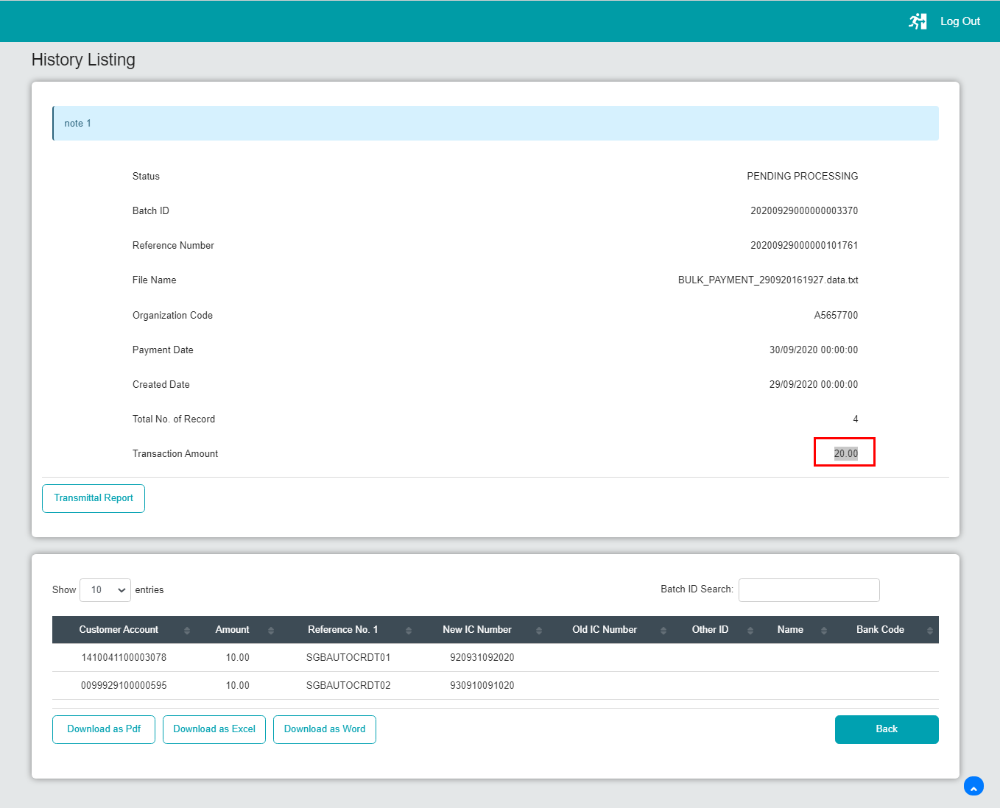 Log Out
History Listing
note 1
Status PENDING PROCESSING
Batch ID 20200929000000003370
Reference Number 20200929000000101761
File Name BULK_PAYMENT_290920161927.data.txt
Organization Code A5657700
Payment Date 30/09/2020 00:00:00
Created Date 29/09/2020 00:00:00
Total No. of Record 4
Transaction Amount 20.00
Transmittal Report
Show 10 entries Batch ID Search:
Customer Account Amount Reference No. 1 New IC Number Old IC Number Other ID Name Bank Code
1410041100003078 10.00 SGBAUTOCRDT01 920931092020
0099929100000595 10.00 SGBAUTOCRDT02 930910091020
Download as Pdf Download as Excel Download as Word Back